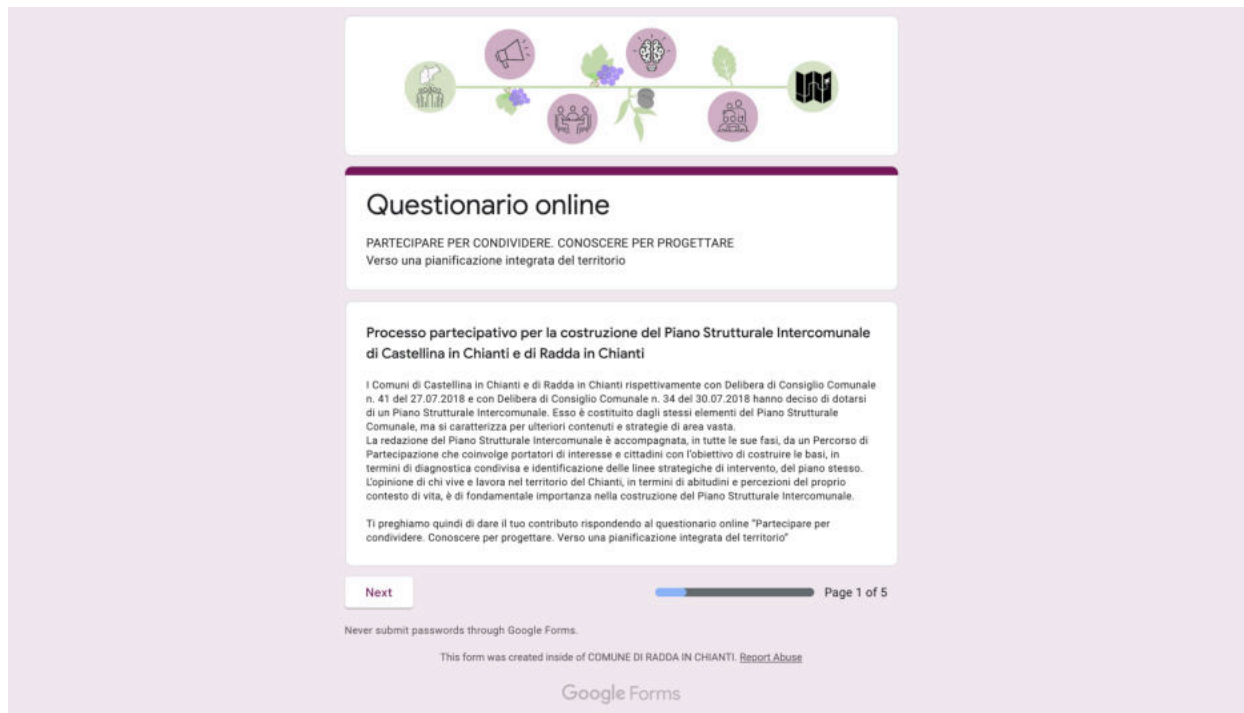 Questionario online
PARTECIPARE PER CONDIVIDERE. CONOSCERE PER PROGETTARE
Verso una pianificazione integrata del territorio
Processo partecipativo per la costruzione del Piano Strutturale Intercomunale
di Castellina in Chianti e di Radda in Chianti
I Comuni di Castellina in Chianti e di Radda in Chianti rispettivamente con Delibera di Consiglio Comunale
n. 41 del 27.07.2018 e con Delibera di Consiglio Comunale n. 34 del 30.07.2018 hanno deciso di dotarsi
di un Piano Strutturale Intercomunale. Esso è costituito dagli stessi elementi del Piano Strutturale
Comunale, ma si caratterizza per ulteriori contenuti e strategie di area vasta.
La redazione del Piano Strutturale Intercomunale è accompagnata, in tutte le sue fasi, da un Percorso di
Partecipazione che coinvolge portatori di interesse e cittadini con l'obiettivo di costruire le basi, in
termini di diagnostica condivisa e identificazione delle linee strategiche di intervento, del piano stesso.
L'opinione di chi vive e lavora nel territorio del Chianti, in termini di abitudini e percezioni del proprio
contesto di vita, è di fondamentale importanza nella costruzione del Piano Strutturale Intercomunale.
Ti preghiamo quindi di dare il tuo contributo rispondendo al questionario online "Partecipare per
condividere. Conoscere per progettare. Verso una pianificazione integrata del territorio"
Next
Page 1 of 5
Never submit passwords through Google Forms.
This form was created inside of COMUNE DI RADDA IN CHIANTI. Report Abuse
Google Forms